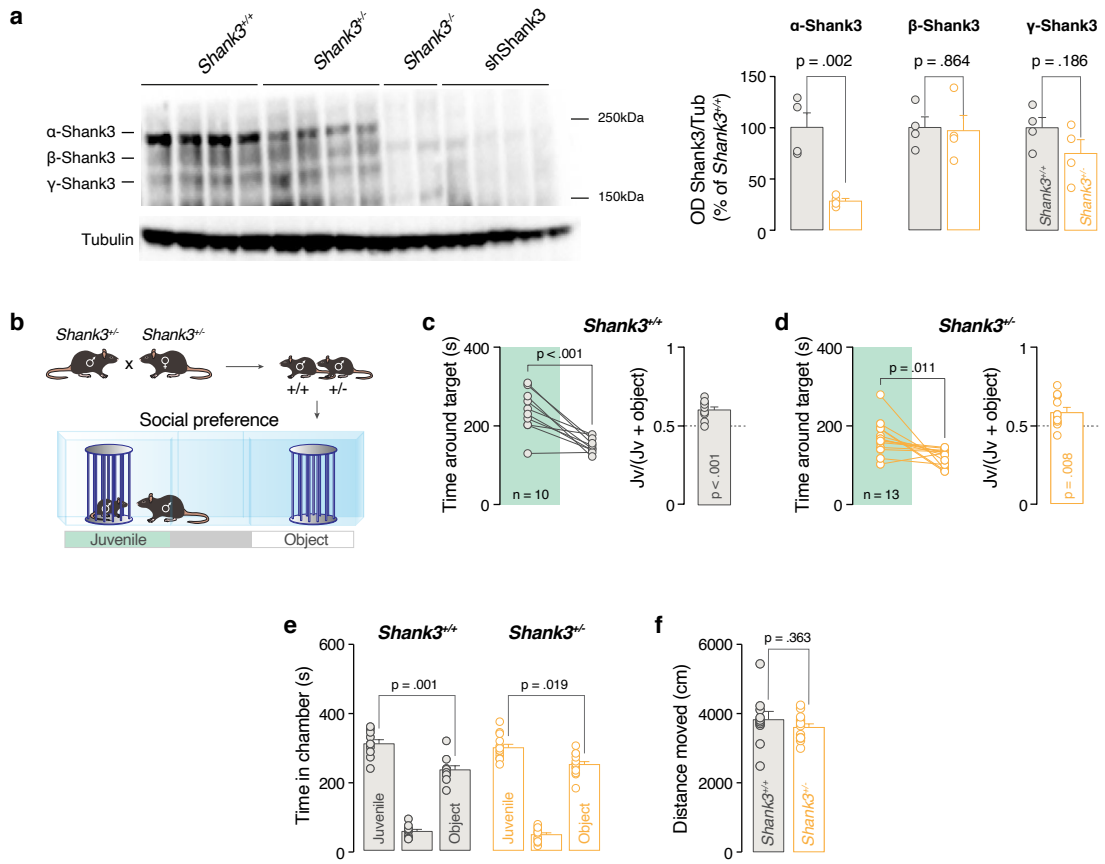 a
Shank3+/+
Shank3+/-
Shank3-/-
shShank3
α-Shank3
β-Shank3
γ-Shank3
250kDa
150kDa
Tubulin
α-Shank3
β-Shank3
γ-Shank3
p = .002
p = .864
p = .186
OD Shank3/Tub
(% of Shank3+/+)
150
100
50
0
Shank3+/+
Shank3+/-
b
Shank3+/-
Shank3+/-
♂
x
♀
♂
♂
+/+
+/-
Social preference
♂
Juvenile
Object
c
Shank3+/+
Time around target (s)
400
200
0
p < .001
n = 10
Jv/(Jv + object)
1
0.5
0
p < .001
d
Shank3+/-
Time around target (s)
400
200
0
p = .011
n = 13
Jv/(Jv + object)
1
0.5
0
p = .008
e
Shank3+/+
Shank3+/-
Time in chamber (s)
600
400
200
0
p = .001
p = .019
Juvenile
Object
Juvenile
Object
f
Distance moved (cm)
6000
4000
2000
0
p = .363
Shank3+/+
Shank3+/-